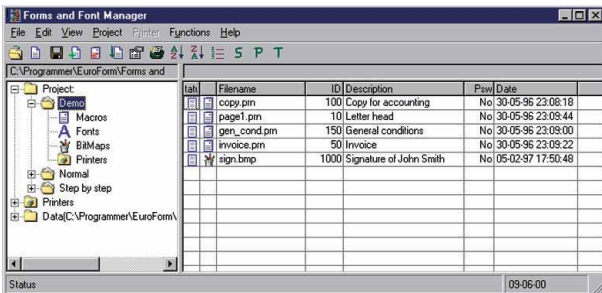 Forms and Font Manager
File Edit View Project Printer Functions Help
S P T
C:\Programmer\EuroForm\Forms and
Project:
Demo
Macros
Fonts
BitMaps
Printers
Normal
Step by step
Printers
Data(C:\Programmer\EuroForm\
tatu Filename ID Description Psw Date
copy.prn 100 Copy for accounting No 30-05-96 23:08:18
page1.prn 10 Letter head No 30-05-96 23:09:44
gen_cond.prn 150 General conditions No 30-05-96 23:09:00
invoice.prn 50 Invoice No 30-05-96 23:09:22
sign.bmp 1000 Signature of John Smith No 05-02-97 17:50:48
Status 09-06-00